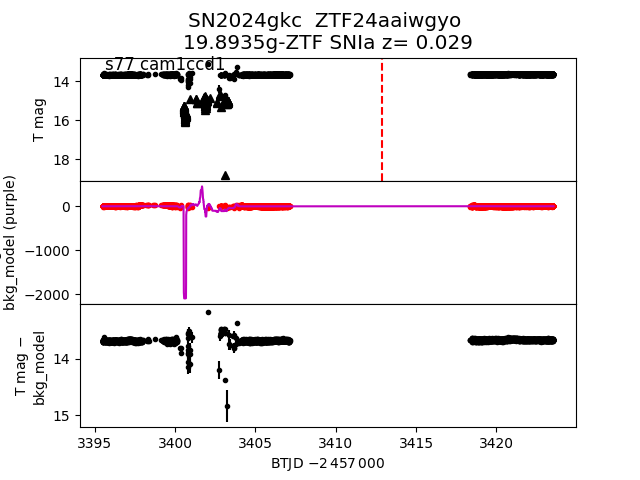 SN2024gkc ZTF24aaiwgyo
19.8935g-ZTF SNIa z= 0.029
s77 cam1ccd1
T mag
14
16
18
bkg_model (purple)
0
−1000
−2000
T mag −
bkg_model
14
15
3395
3400
3405
3410
3415
3420
BTJD −2 457 000